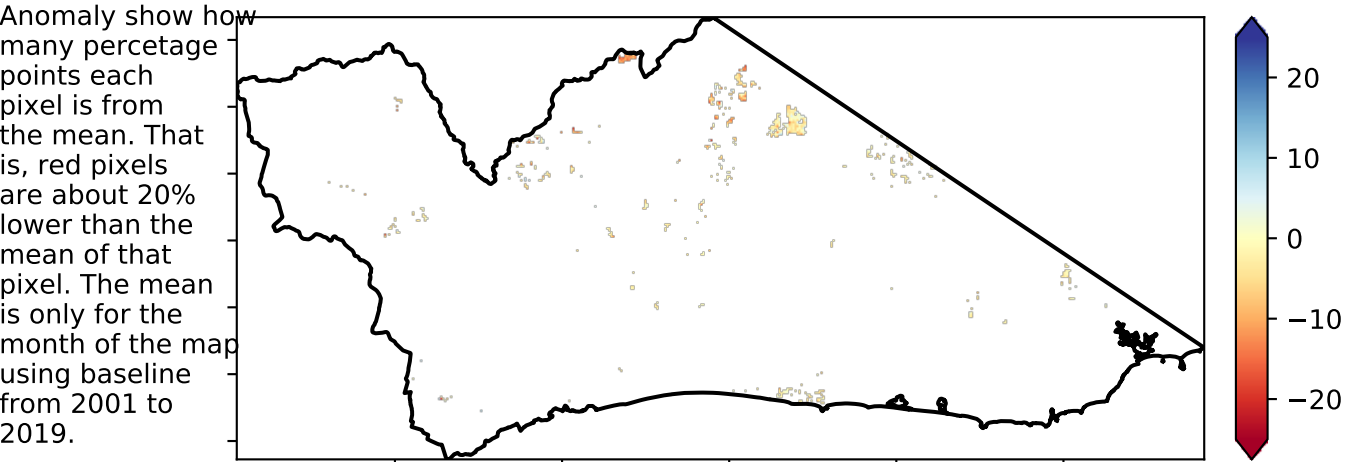 Anomaly show how
many percetage
points each
pixel is from
the mean. That
is, red pixels
are about 20%
lower than the
mean of that
pixel. The mean
is only for the
month of the map
using baseline
from 2001 to
2019.
20
10
0
−10
−20